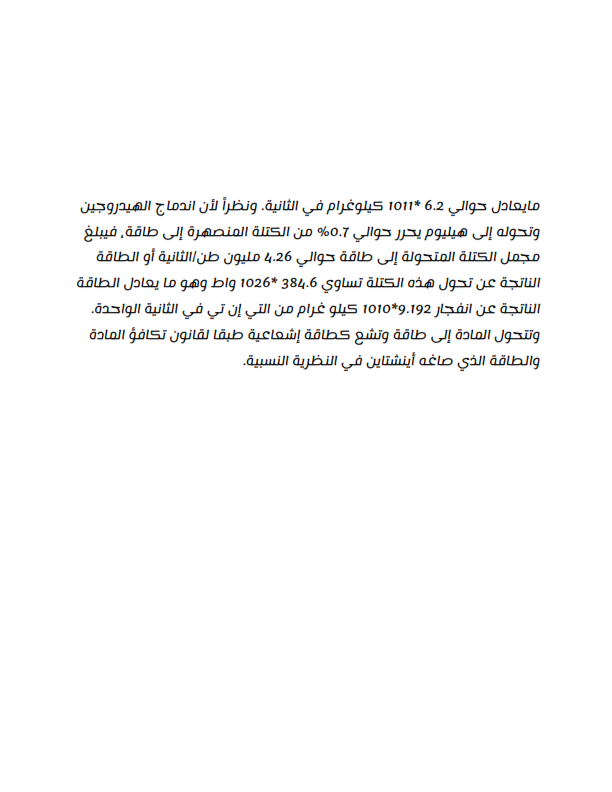 مايعادل حوالي 6.2 *1011 كيلوغرام في الثانية. ونظراً لأن اندماج الهيدروجين
وتحوله إلى هيليوم يحرر حوالي 0.7% من الكتلة المنصهرة إلى طاقة، فيبلغ
مجمل الكتلة المتحولة إلى طاقة حوالي 4.26 مليون طن/الثانية أو الطاقة
الناتجة عن تحول هذه الكتلة تساوي 384.6 *1026 واط وهو ما يعادل الطاقة
الناتجة عن انفجار 9.192*1010 كيلو غرام من التي إن تي في الثانية الواحدة.
وتتحول المادة إلى طاقة وتشع كطاقة إشعاعية طبقا لقانون تكافؤ المادة
والطاقة الذي صاغه أينشتاين في النظرية النسبية.